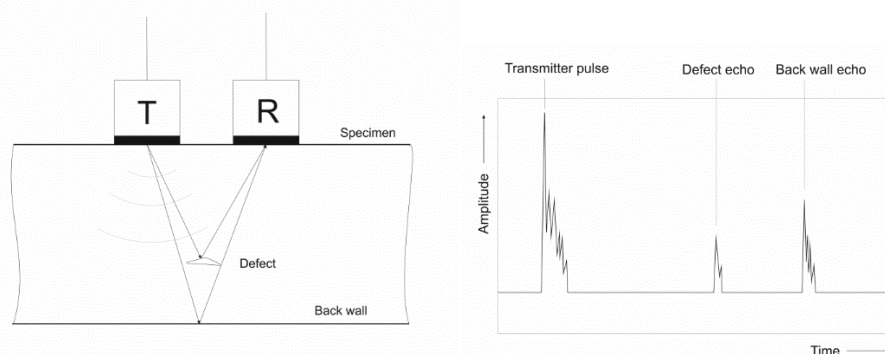 T
R
Specimen
Defect
Back wall
Transmitter pulse
Defect echo
Back wall echo
Amplitude
Time